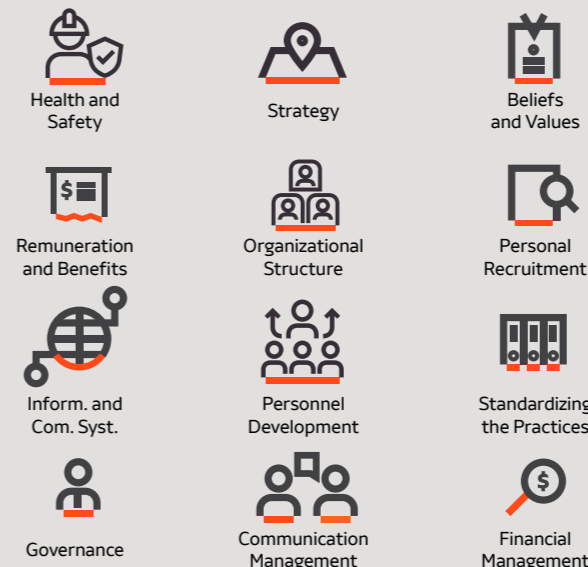 Health and
Safety
Strategy
Beliefs
and Values
$
Remuneration
and Benefits
Organizational
Structure
Personal
Recruitment
Inform. and
Com. Syst.
Personnel
Development
Standardizing
the Practices
Governance
Communication
Management
$
Financial
Management